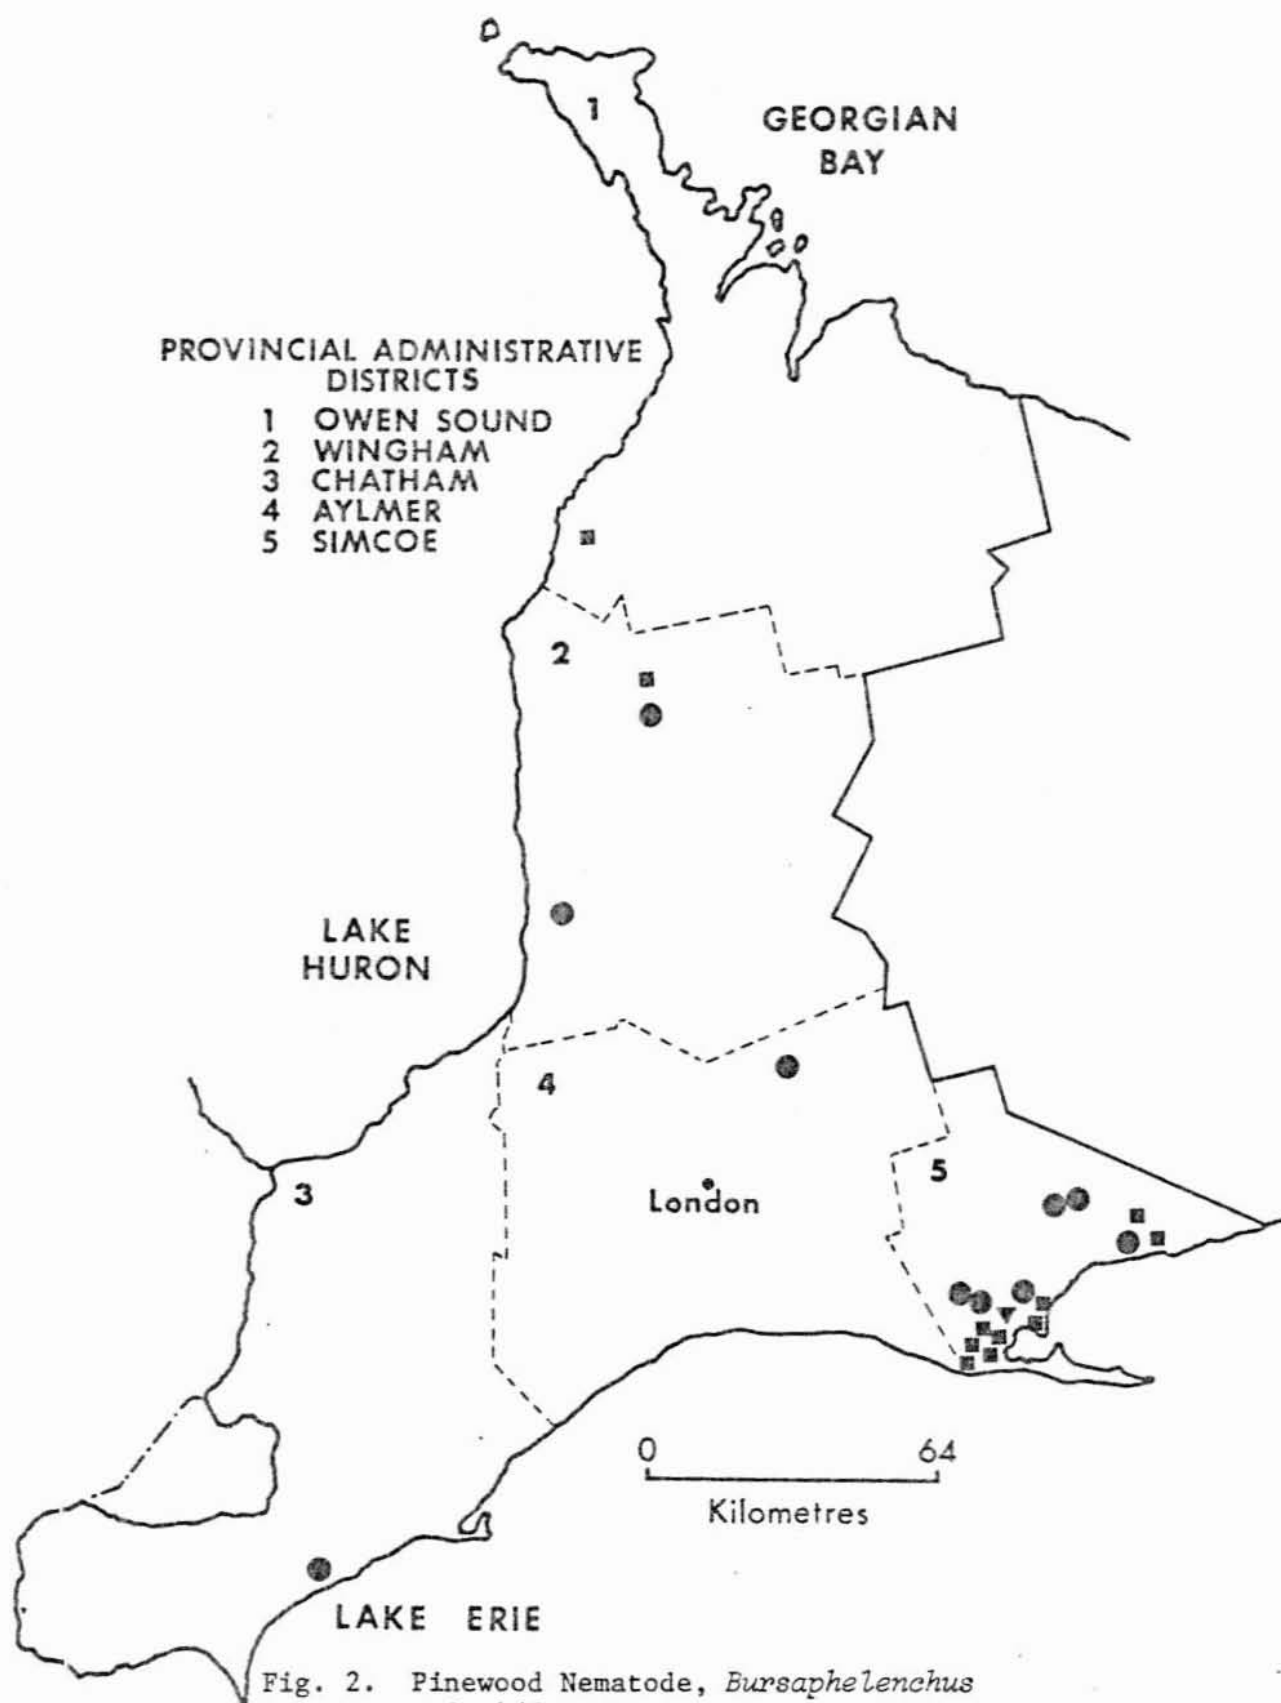 1
GEORGIAN
BAY
PROVINCIAL ADMINISTRATIVE
DISTRICTS
1 OWEN SOUND
2 WINGHAM
3 CHATHAM
4 AYLMER
5 SIMCOE
2
LAKE
HURON
4
5
3
London
0 64
Kilometres
LAKE ERIE
Fig. 2. Pinewood Nematode, Bursaphelenchus